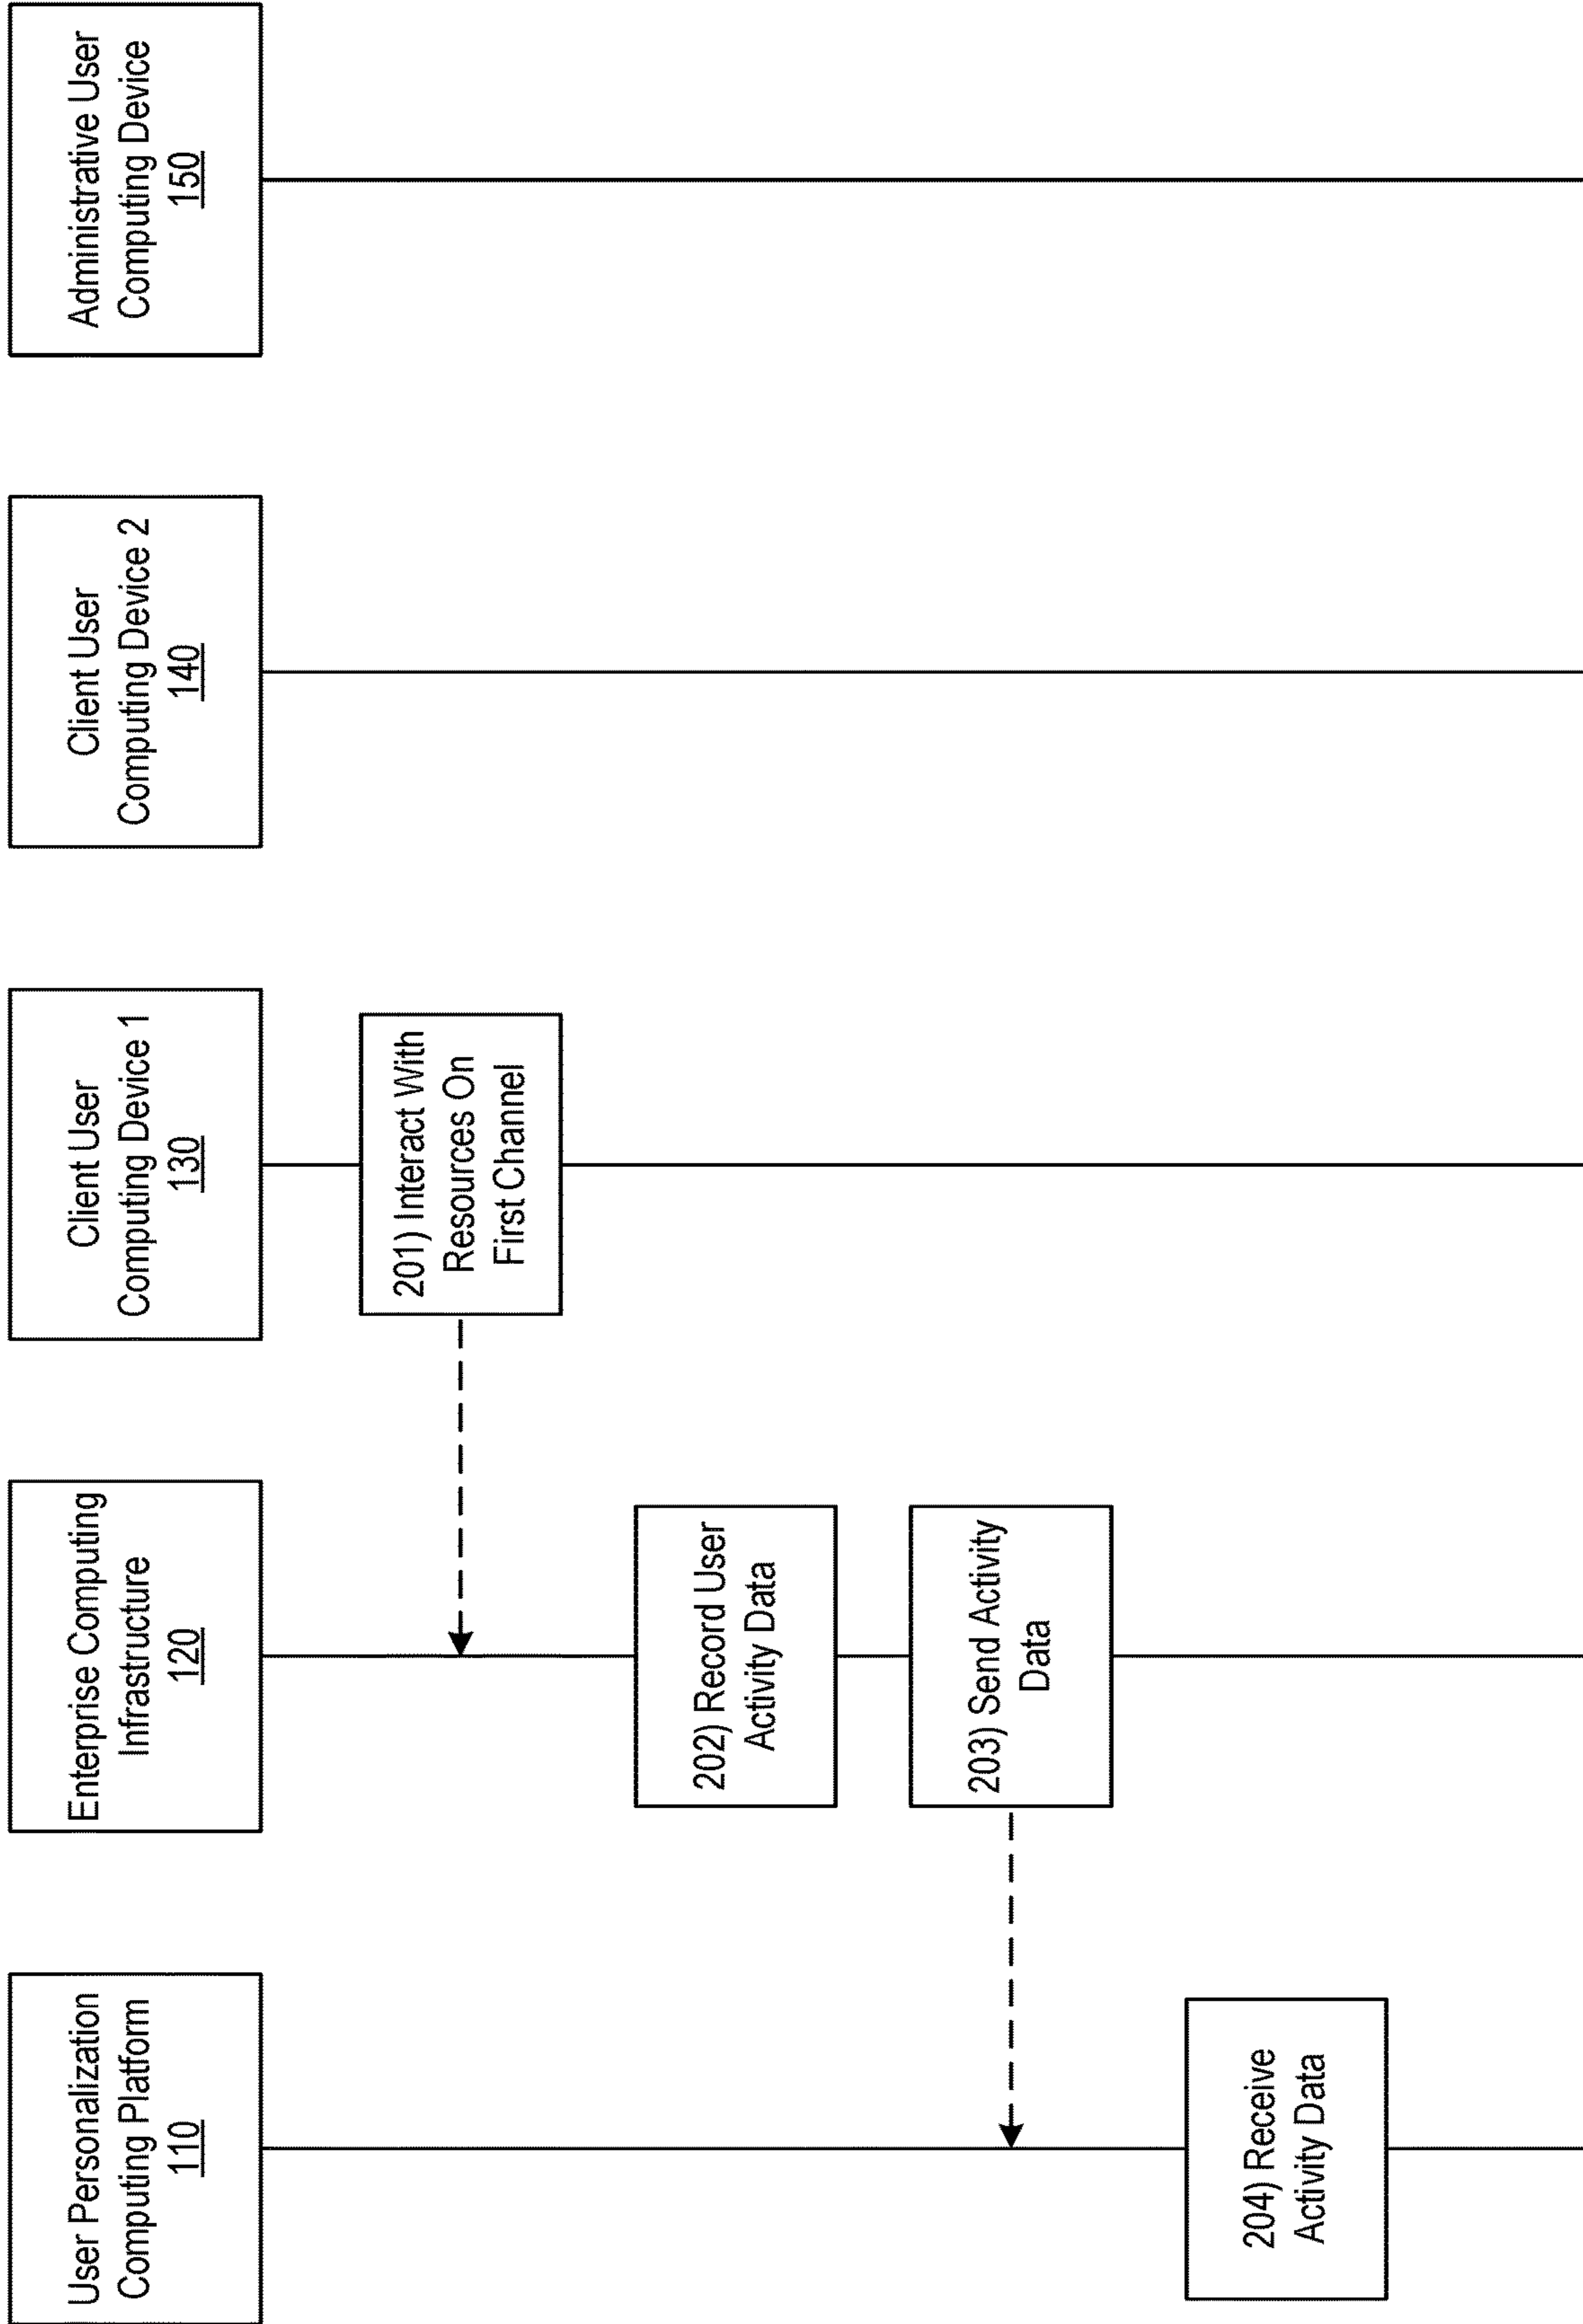 User Personalization
Computing Platform
110
Enterprise Computing
Infrastructure
120
Client User
Computing Device 1
130
Client User
Computing Device 2
140
Administrative User
Computing Device
150
201) Interact With
Resources On
First Channel
202) Record User
Activity Data
203) Send Activity
Data
204) Receive
Activity Data